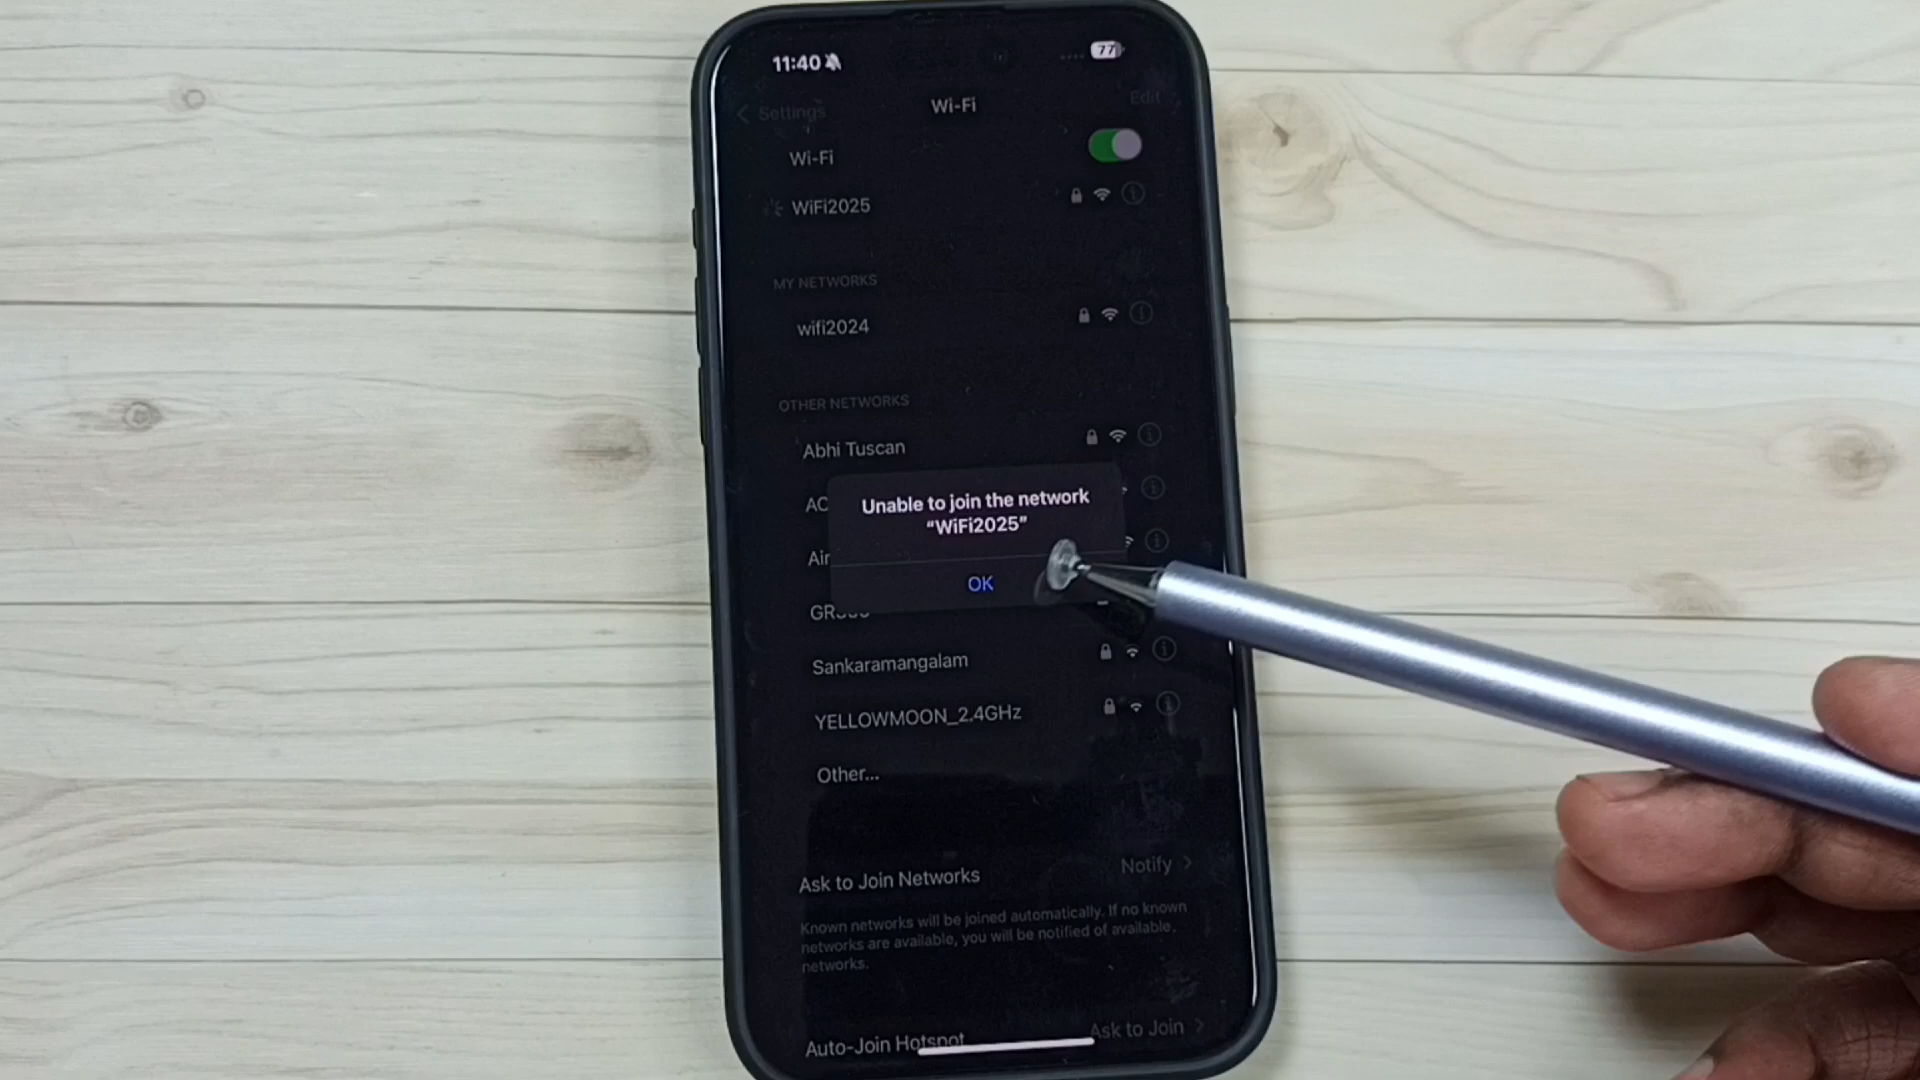 11:40
77
Settings
Wi-Fi
Edit
Wi-Fi
WiFi2025
MY NETWORKS
wifi2024
OTHER NETWORKS
Abhi Tuscan
AC
Unable to join the network
“WiFi2025”
Air
OK
Sankaramangalam
YELLOWMOON_2.4GHz
Other...
Ask to Join Networks
Notify
Known networks will be joined automatically. If no known
networks are available, you will be notified of available
networks.
Auto-Join Hotspot
Ask to Join